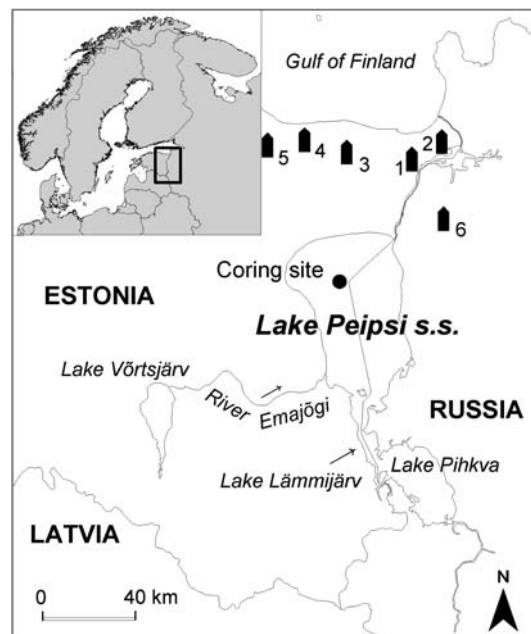 Gulf of Finland
5
4
3
1
2
6
Coring site
ESTONIA
Lake Peipsi s.s.
Lake Võrtsjärv
River Emajõgi
RUSSIA
Lake Lämmijärv
Lake Pihkva
LATVIA
0 40 km
N